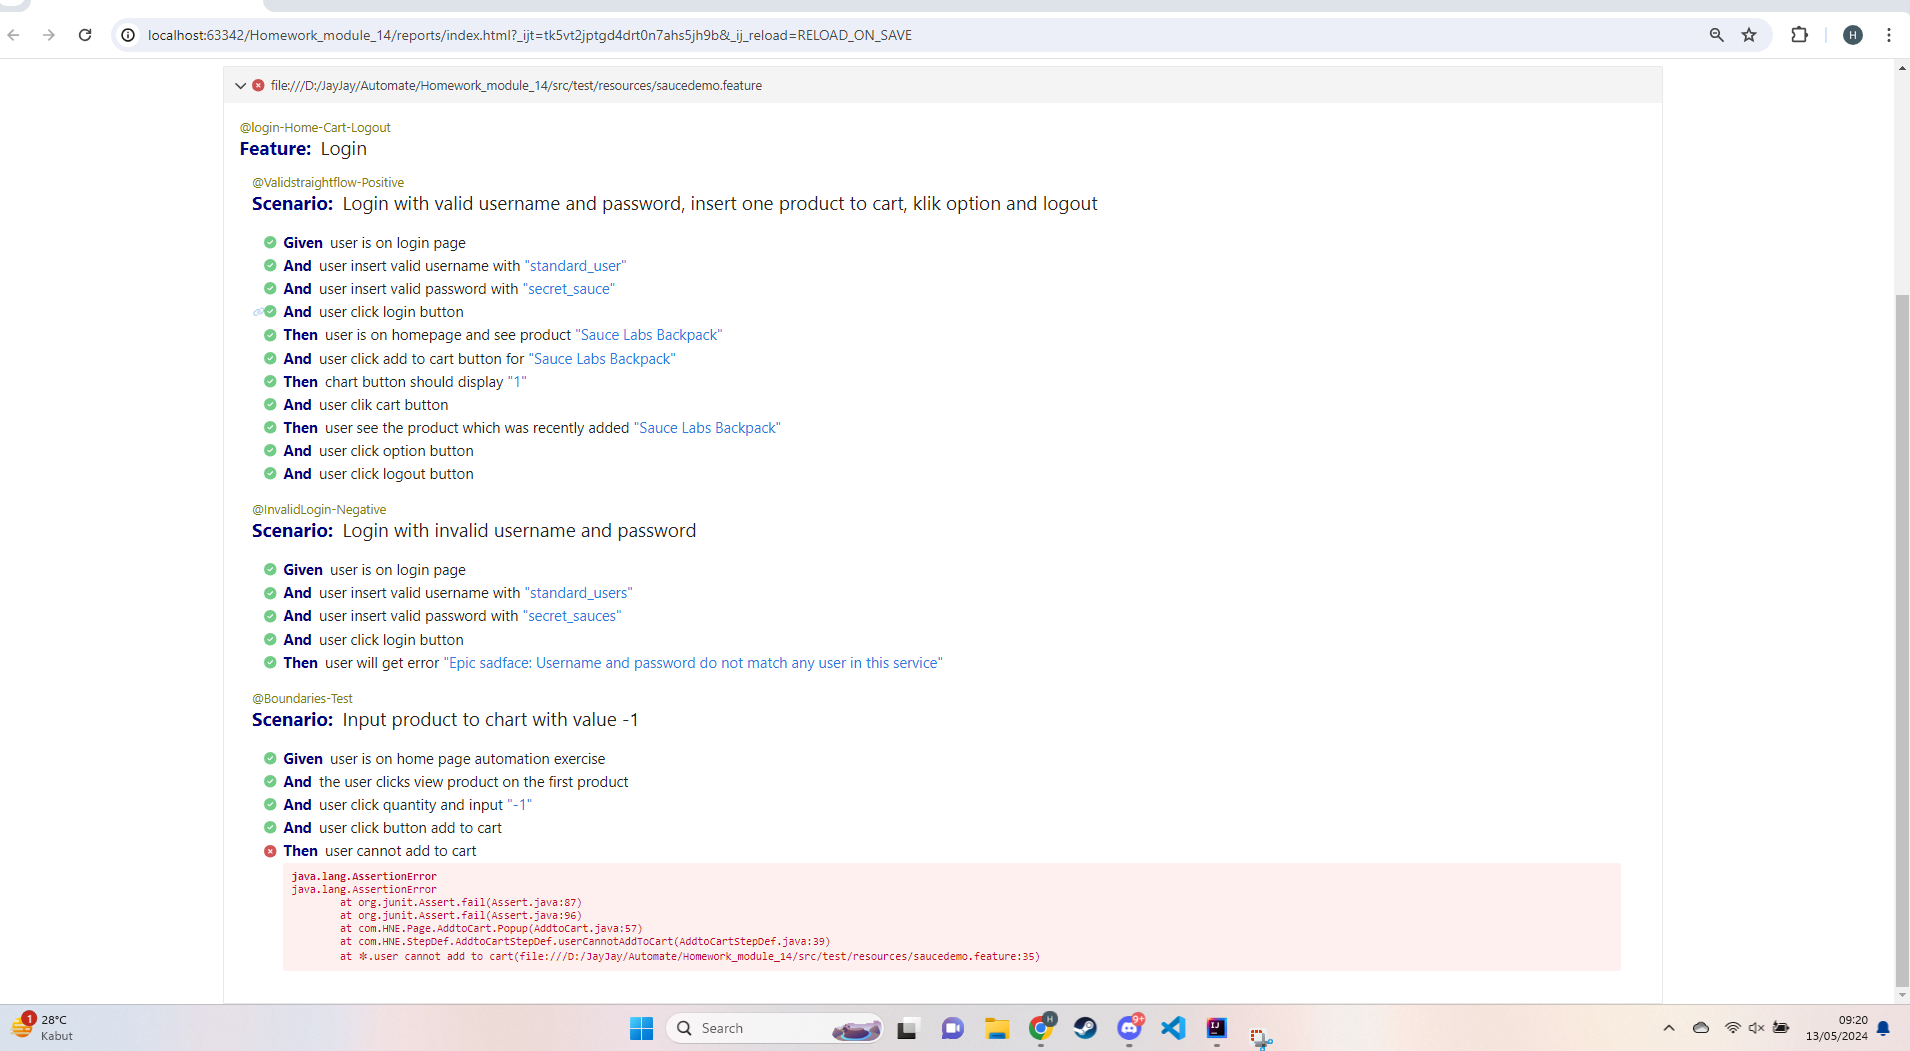 localhost:63342/Homework_module_14/reports/index.html?_ijt=tk5vt2jptgd4drt0n7ahs5jh9b&_ij_reload=RELOAD_ON_SAVE
H
file:///D:/JayJay/Automate/Homework_module_14/src/test/resources/saucedemo.feature
@login-Home-Cart-Logout
Feature: Login
@Validstraightflow-Positive
Scenario: Login with valid username and password, insert one product to cart, klik option and logout
Given user is on login page
And user insert valid username with "standard_user"
And user insert valid password with "secret_sauce"
And user click login button
Then user is on homepage and see product "Sauce Labs Backpack"
And user click add to cart button for "Sauce Labs Backpack"
Then chart button should display "1"
And user clik cart button
Then user see the product which was recently added "Sauce Labs Backpack"
And user click option button
And user click logout button
@InvalidLogin-Negative
Scenario: Login with invalid username and password
Given user is on login page
And user insert valid username with "standard_users"
And user insert valid password with "secret_sauces"
And user click login button
Then user will get error "Epic sadface: Username and password do not match any user in this service"
@Boundaries-Test
Scenario: Input product to chart with value -1
Given user is on home page automation exercise
And the user clicks view product on the first product
And user click quantity and input "-1"
And user click button add to cart
Then user cannot add to cart
java.lang.AssertionError
java.lang.AssertionError
at org.junit.Assert.fail(Assert.java:87)
at org.junit.Assert.fail(Assert.java:96)
at com.HNE.Page.AddtoCart.Popup(AddtoCart.java:57)
at com.HNE.StepDef.AddtoCartStepDef.userCannotAddToCart(AddtoCartStepDef.java:39)
at ✽.user cannot add to cart(file:///D:/JayJay/Automate/Homework_module_14/src/test/resources/saucedemo.feature:35)
1
28°C
Kabut
Search
H
9+
IJ
09:20
13/05/2024